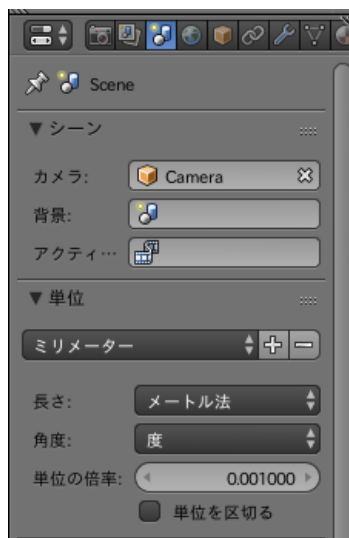 Scene
シーン
カメラ: Camera
背景:
アクティ…
単位
ミリメーター
長さ: メートル法
角度: 度
単位の倍率: 0.001000
単位を区切る